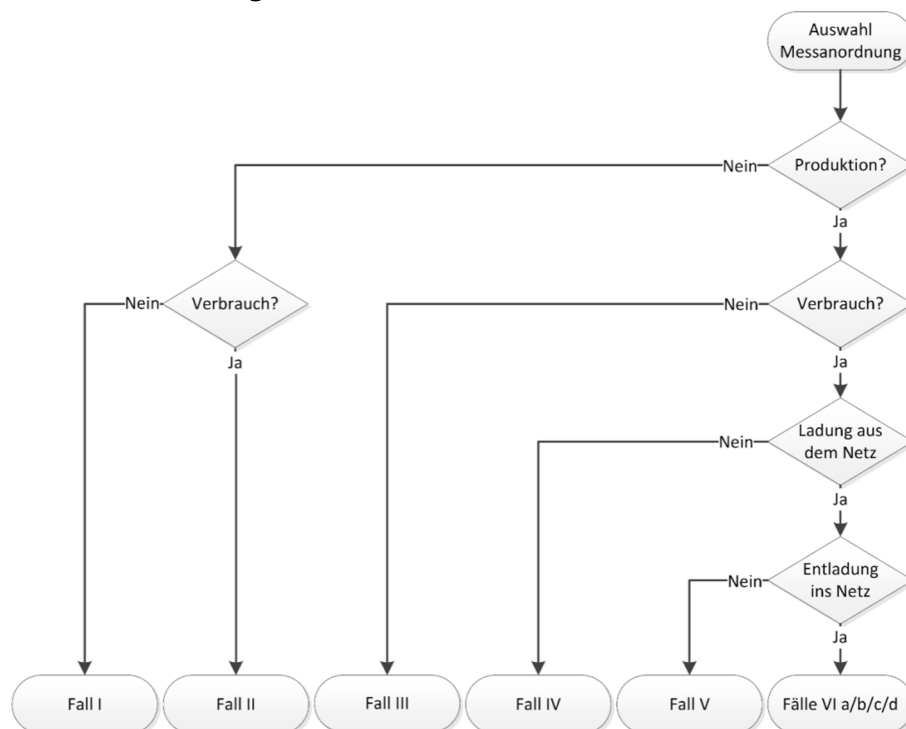 Auswahl
Messanordnung
Nein
Produktion?
Ja
Nein
Verbrauch?
Nein
Verbrauch?
Ja
Ja
Nein
Ladung aus
dem Netz
Ja
Nein
Entladung
ins Netz
Ja
Fall I
Fall II
Fall III
Fall IV
Fall V
Fälle VI a/b/c/d